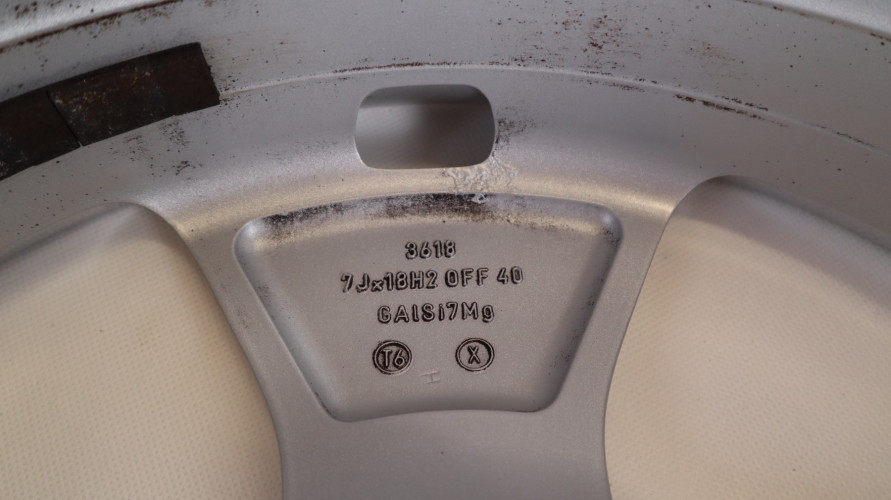 3618
7Jx18H2 OFF 40
GAlSi7Mg
T6 X